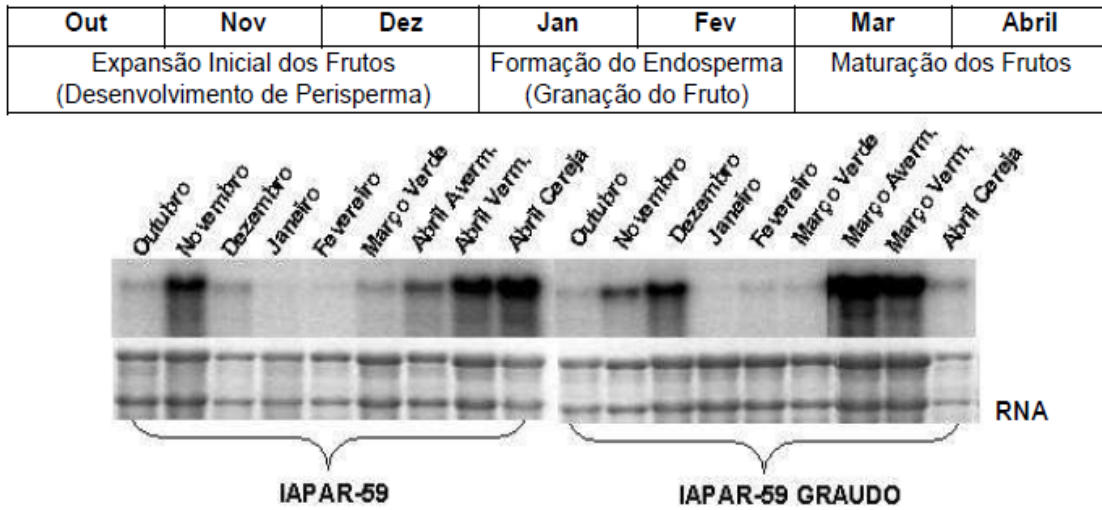 Out Nov Dez Jan Fev Mar Abril
Expansão Inicial dos Frutos Formação do Endosperma Maturação dos Frutos
(Desenvolvimento de Perisperma) (Granação do Fruto)
Outubro Novembro Dezembro Janeiro Fevereiro Março Verde Abril Averm. Abril Verm. Abril Cereja Outubro Novembro Dezembro Janeiro Fevereiro Março Verde Março Averm. Março Verm. Abril Cereja
RNA
IAPAR-59 IAPAR-59 GRAUDO